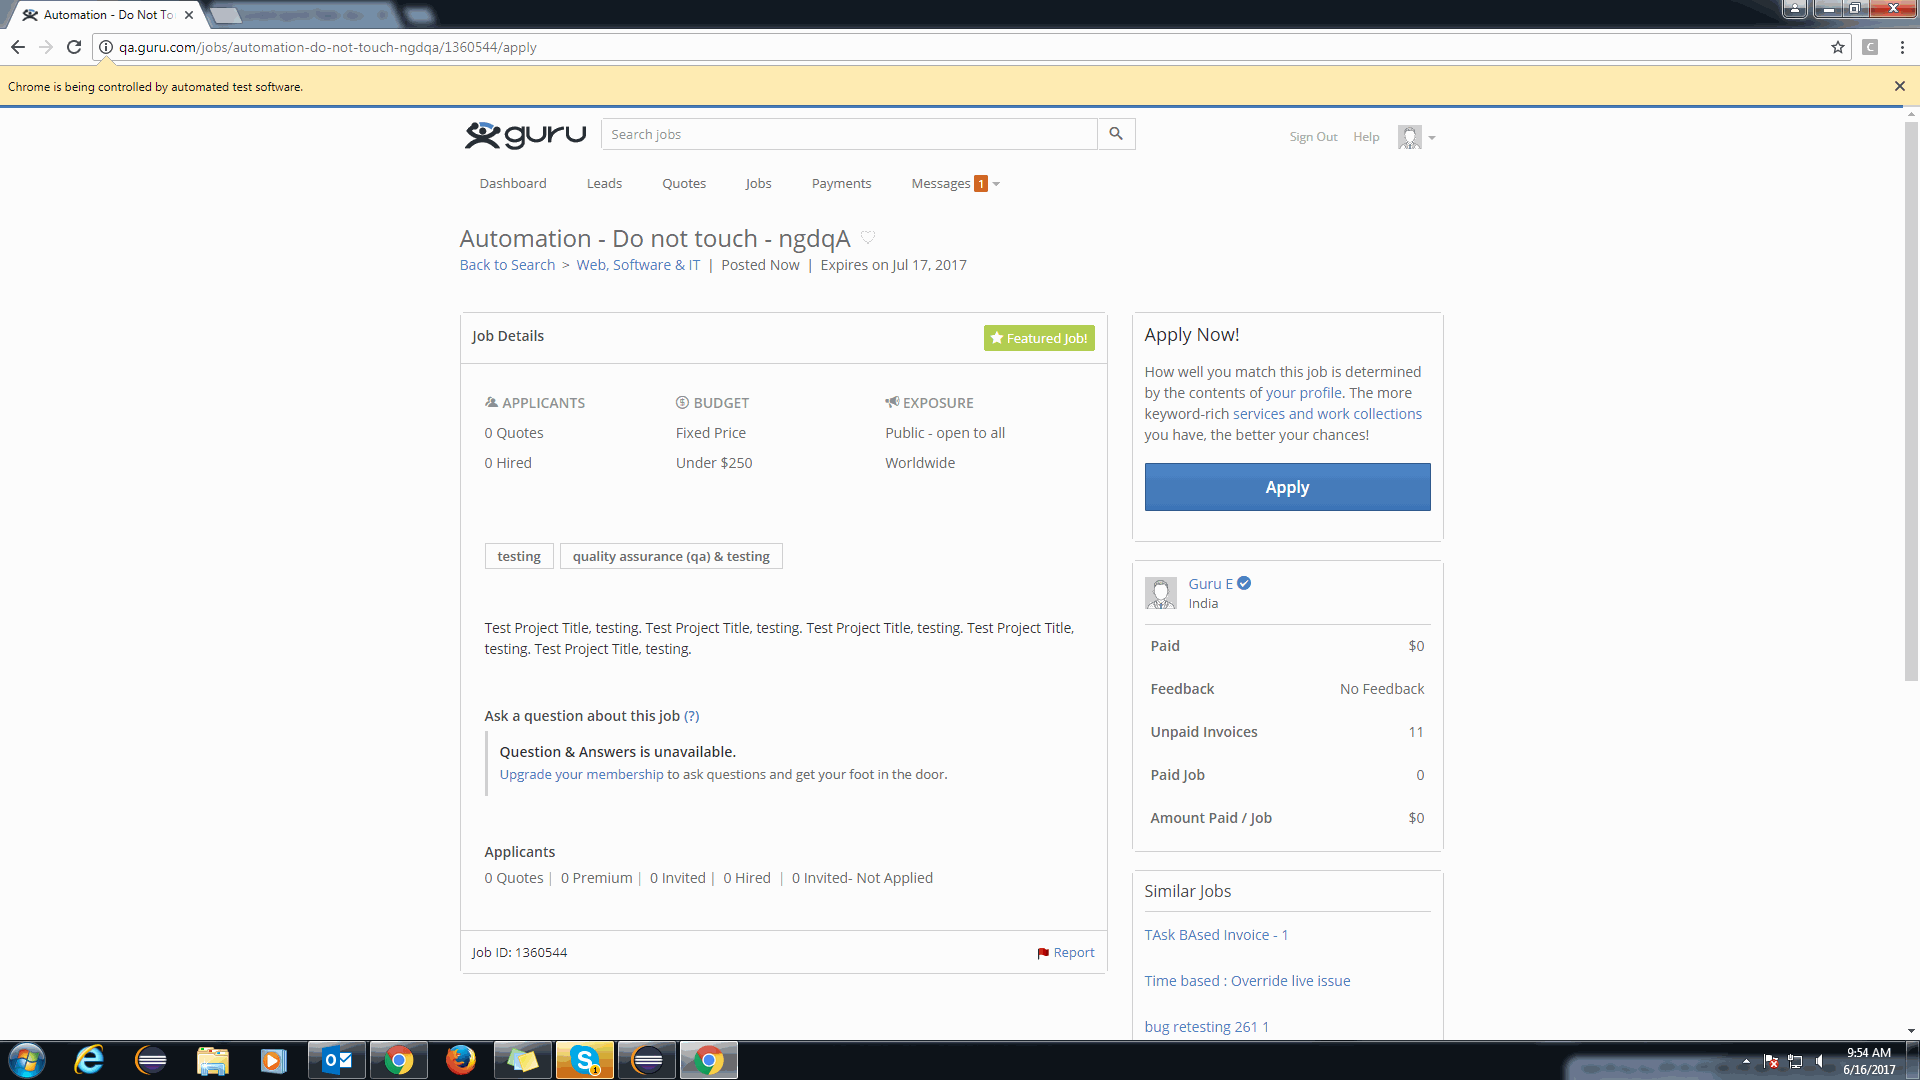 Automation - Do Not To
qa.guru.com/jobs/automation-do-not-touch-ngdqa/1360544/apply
C
Chrome is being controlled by automated test software.
guru
Search jobs
Sign Out
Help
Dashboard
Leads
Quotes
Jobs
Payments
Messages 1
Automation - Do not touch - ngdqA
Back to Search > Web, Software & IT | Posted Now | Expires on Jul 17, 2017
Job Details
Featured Job!
APPLICANTS
BUDGET
EXPOSURE
0 Quotes
Fixed Price
Public - open to all
0 Hired
Under $250
Worldwide
testing
quality assurance (qa) & testing
Test Project Title, testing. Test Project Title, testing. Test Project Title, testing. Test Project Title,
testing. Test Project Title, testing.
Ask a question about this job (?)
Question & Answers is unavailable.
Upgrade your membership to ask questions and get your foot in the door.
Applicants
0 Quotes | 0 Premium | 0 Invited | 0 Hired | 0 Invited- Not Applied
Job ID: 1360544
Report
Apply Now!
How well you match this job is determined
by the contents of your profile. The more
keyword-rich services and work collections
you have, the better your chances!
Apply
Guru E
India
Paid $0
Feedback No Feedback
Unpaid Invoices 11
Paid Job 0
Amount Paid / Job $0
Similar Jobs
TAsk BAsed Invoice - 1
Time based : Override live issue
bug retesting 261 1
1
9:54 AM
6/16/2017